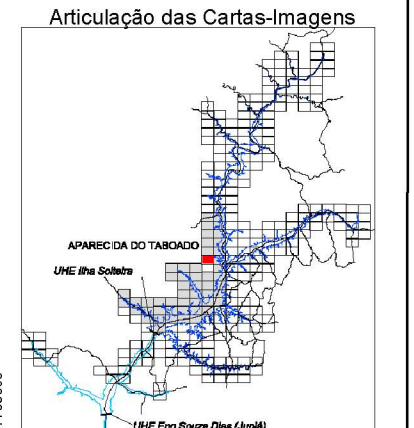 Articulação das Cartas-Imagens
APARECIDA DO TABOADO
UHE Ilha Solteira
UHE Eng Souza Dias (Jupiá)